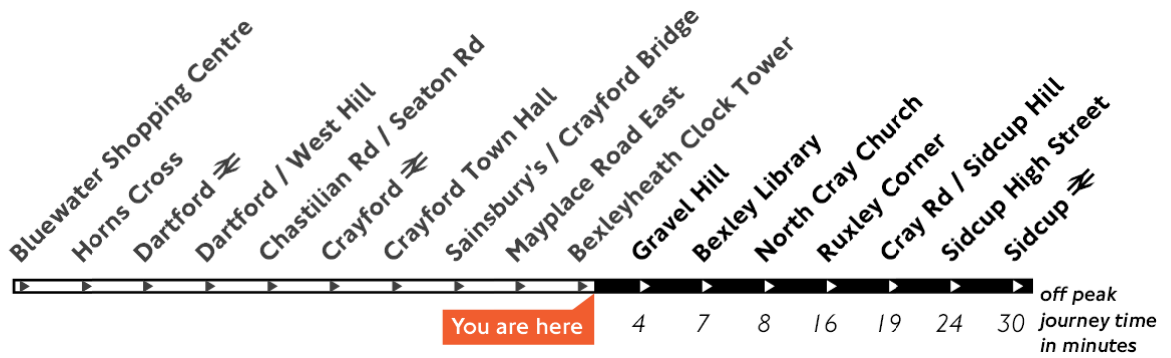 Bluewater Shopping Centre
Horns Cross
Dartford
Dartford / West Hill
Chastilian Rd / Seaton Rd
Crayford
Crayford Town Hall
Sainsbury's / Crayford Bridge
Mayplace Road East
Bexleyheath Clock Tower
Gravel Hill
Bexley Library
North Cray Church
Ruxley Corner
Cray Rd / Sidcup Hill
Sidcup High Street
Sidcup
You are here
4 7 8 16 19 24 30
off peak
journey time
in minutes